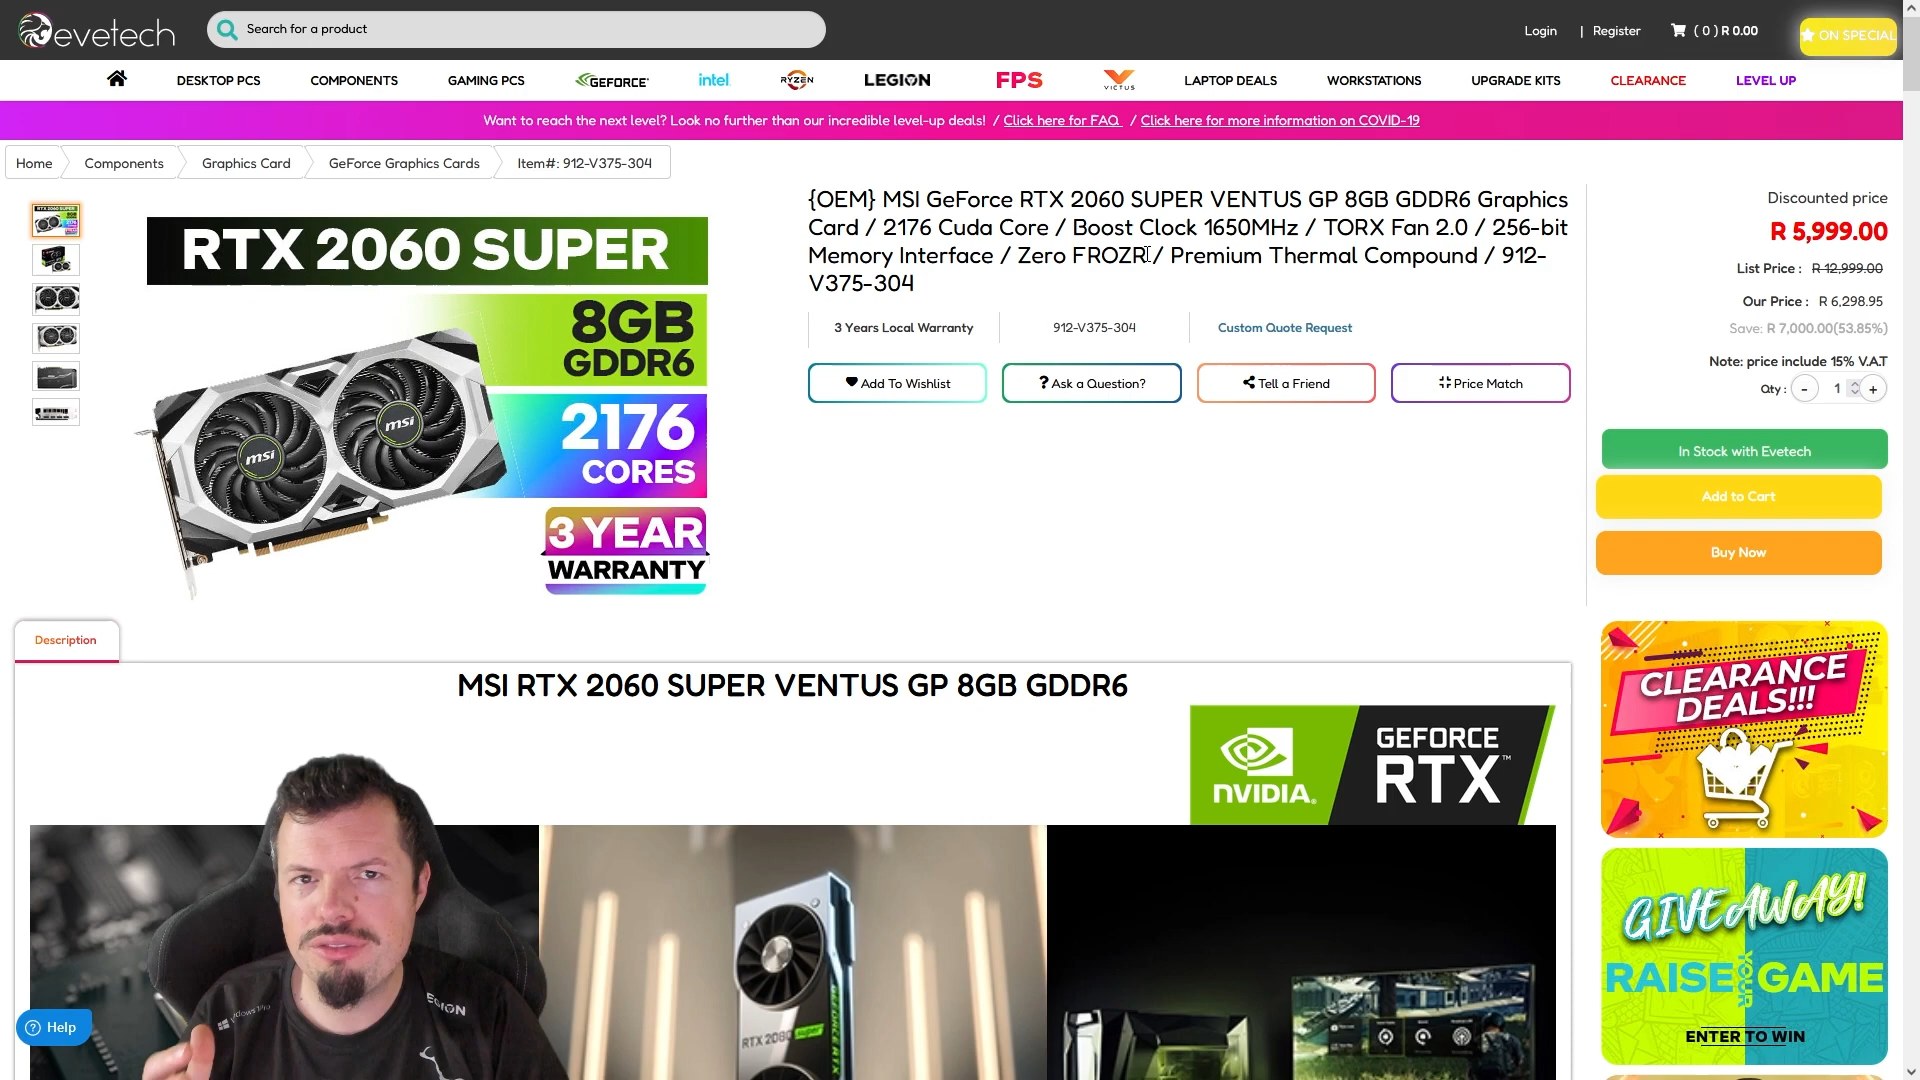 evetech
Search for a product
Login | Register
( 0 ) R 0.00
ON SPECIAL
DESKTOP PCS
COMPONENTS
GAMING PCS
GEFORCE
intel
RYZEN
LEGION
FPS
VICTUS
LAPTOP DEALS
WORKSTATIONS
UPGRADE KITS
CLEARANCE
LEVEL UP
Want to reach the next level? Look no further than our incredible level-up deals! / Click here for FAQ / Click here for more information on COVID-19
Home
Components
Graphics Card
GeForce Graphics Cards
Item#: 912-V375-304
RTX 2060 SUPER
8GB
GDDR6
2176
CORES
3 YEAR
WARRANTY
msi
msi
{OEM} MSI GeForce RTX 2060 SUPER VENTUS GP 8GB GDDR6 Graphics
Card / 2176 Cuda Core / Boost Clock 1650MHz / TORX Fan 2.0 / 256-bit
Memory Interface / Zero FROZR / Premium Thermal Compound / 912-
V375-304
3 Years Local Warranty
912-V375-304
Custom Quote Request
Add To Wishlist
? Ask a Question?
Tell a Friend
Price Match
Discounted price
R 5,999.00
List Price : R 12,999.00
Our Price : R 6,298.95
Save: R 7,000.00(53.85%)
Note: price include 15% V.A.T
Qty : - 1 +
In Stock with Evetech
Add to Cart
Buy Now
Description
MSI RTX 2060 SUPER VENTUS GP 8GB GDDR6
NVIDIA.
GEFORCE
RTX™
CLEARANCE
DEALS!!!
GIVEAWAY!
RAISE YOUR GAME
ENTER TO WIN
LEGION
RTX 2080 SUPER
GEFORCE RTX
? Help